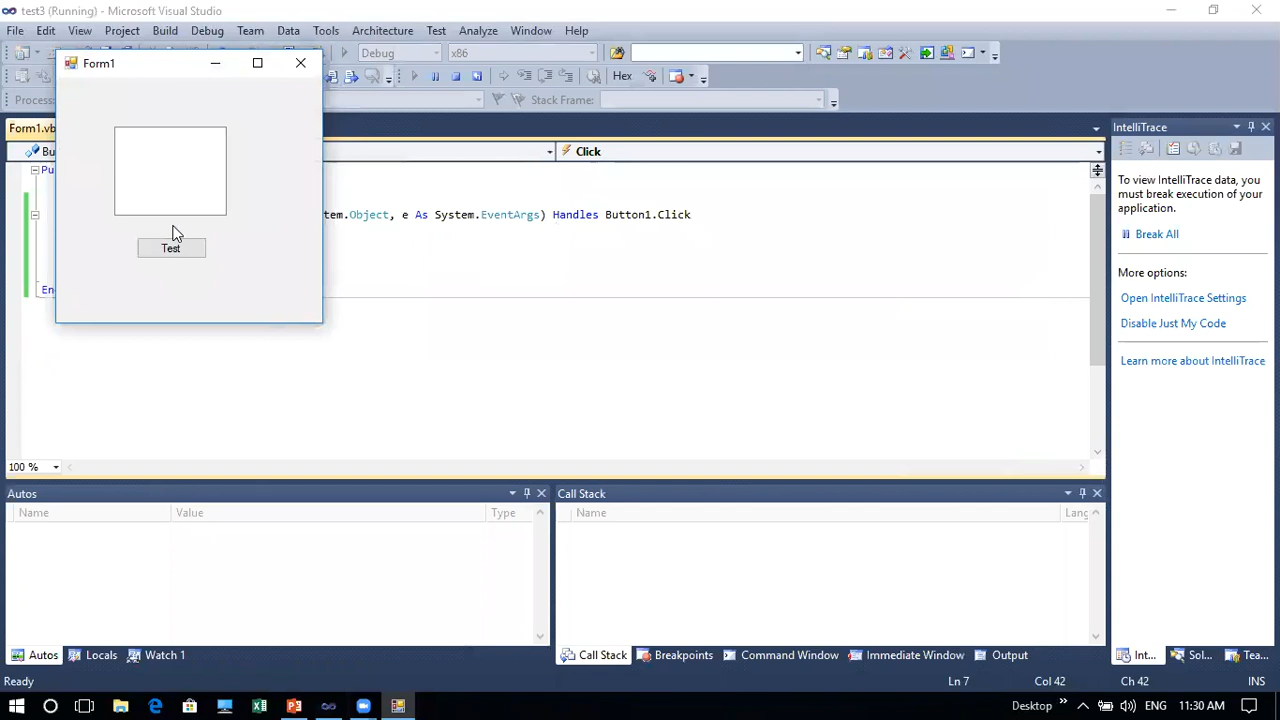 test3 (Running) - Microsoft Visual Studio
File Edit View Project Build Debug Team Data Tools Architecture Test Analyze Window Help
Debug x86
Form1
Hex
Process: Stack Frame:
Form1.vb
Bu Click
Pu
tem.Object, e As System.EventArgs) Handles Button1.Click
Test
En
100 %
IntelliTrace
To view IntelliTrace data, you
must break execution of your
application.
Break All
More options:
Open IntelliTrace Settings
Disable Just My Code
Learn more about IntelliTrace
Autos
Name Value Type
Call Stack
Name Lang
Autos Locals Watch 1
Call Stack Breakpoints Command Window Immediate Window Output
Int... Sol... Tea...
Ready Ln 7 Col 42 Ch 42 INS
Desktop ENG 11:30 AM